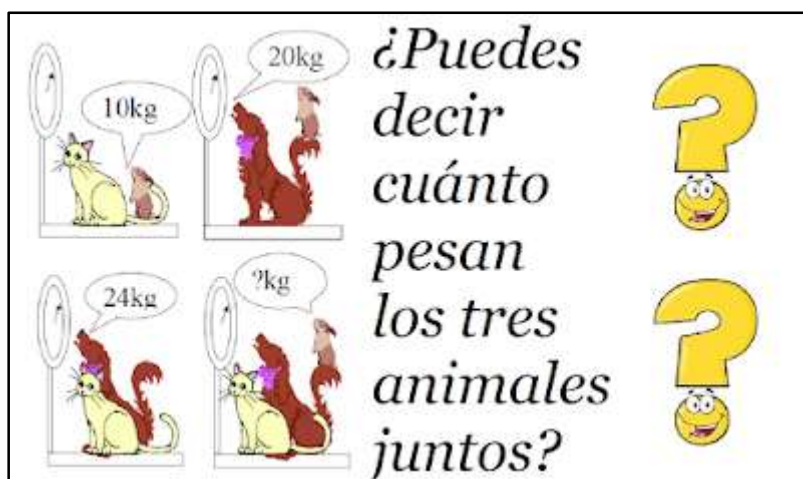 10kg
20kg
24kg
?kg
¿Puedes
decir
cuánto
pesan
los tres
animales
juntos?